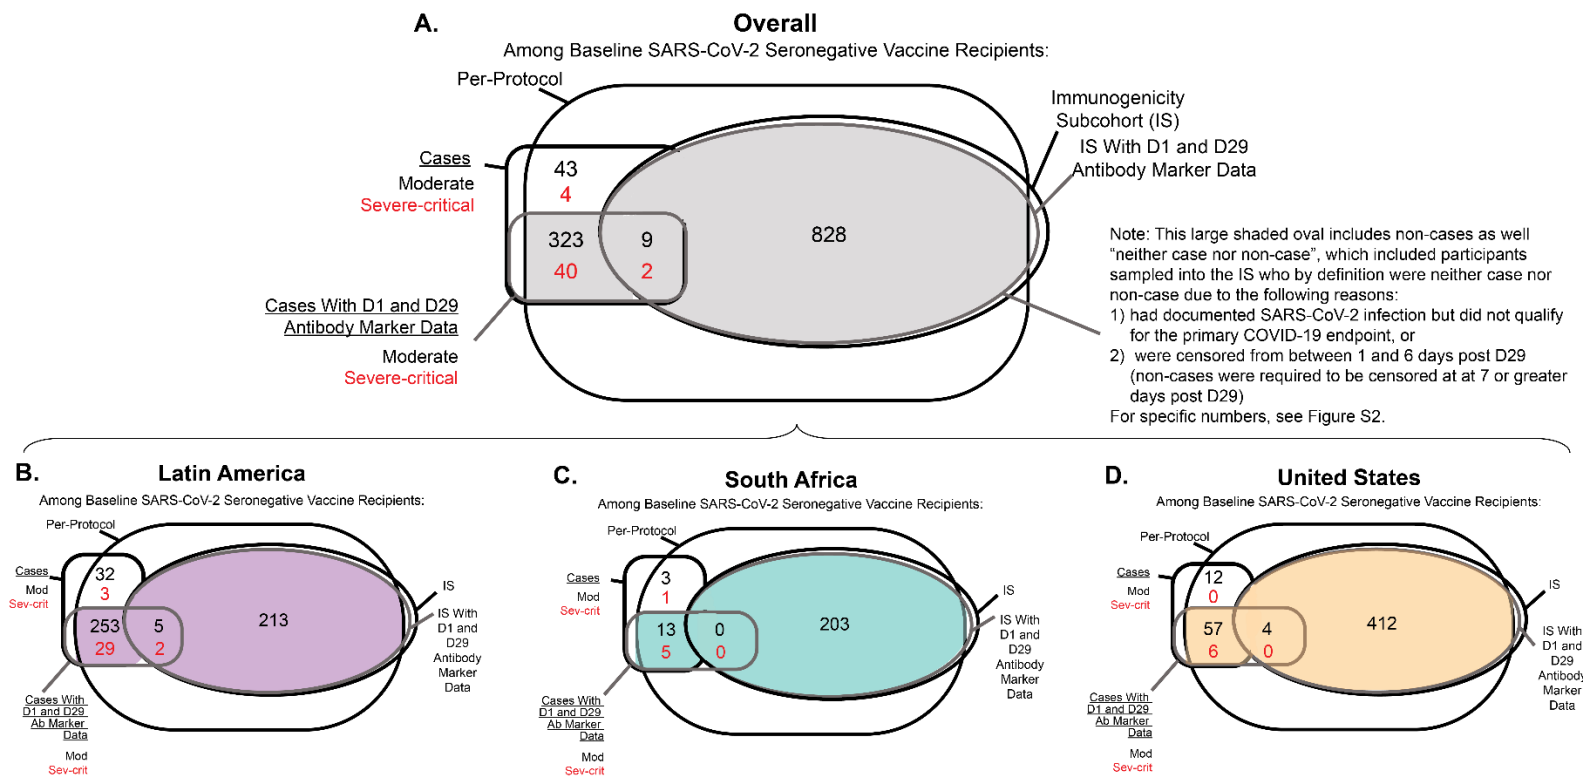 A.
Overall
Among Baseline SARS-CoV-2 Seronegative Vaccine Recipients:
Per-Protocol
Immunogenicity
Subcohort (IS)
IS With D1 and D29
Antibody Marker Data
Cases
Moderate
Severe-critical
43
4
323
9
40
2
828
Cases With D1 and D29
Antibody Marker Data
Moderate
Severe-critical
Note: This large shaded oval includes non-cases as well
“neither case nor non-case”, which included participants
sampled into the IS who by definition were neither case nor
non-case due to the following reasons:
1) had documented SARS-CoV-2 infection but did not qualify
for the primary COVID-19 endpoint, or
2) were censored from between 1 and 6 days post D29
(non-cases were required to be censored at at 7 or greater
days post D29)
For specific numbers, see Figure S2.
B.
Latin America
Among Baseline SARS-CoV-2 Seronegative Vaccine Recipients:
Per-Protocol
Cases
Mod
Sev-crit
32
3
253
5
29
2
213
IS
IS With
D1 and
D29
Antibody
Marker
Data
Cases With
D1 and D29
Ab Marker
Data
Mod
Sev-crit
C.
South Africa
Among Baseline SARS-CoV-2 Seronegative Vaccine Recipients:
Per-Protocol
Cases
Mod
Sev-crit
3
1
13
0
5
0
203
IS
IS With
D1 and
D29
Antibody
Marker
Data
Cases With
D1 and D29
Ab Marker
Data
Mod
Sev-crit
D.
United States
Among Baseline SARS-CoV-2 Seronegative Vaccine Recipients:
Per-Protocol
Cases
Mod
Sev-crit
12
0
57
4
6
0
412
IS
IS With
D1 and
D29
Antibody
Marker
Data
Cases With
D1 and D29
Ab Marker
Data
Mod
Sev-crit